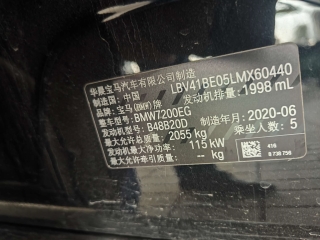 华晨宝马汽车有限公司制造
制造国：中国 LBV41BE05LMX60440
品牌：宝马(BMW)牌 发动机排量：1998 mL
整车型号：BMW7200EG
发动机型号：B48B20D 制造年月：2020-06
最大允许总质量：2055 kg 乘坐人数：5
发动机最大净功率：115 kW
最大允许牵引质量：-- kg
416